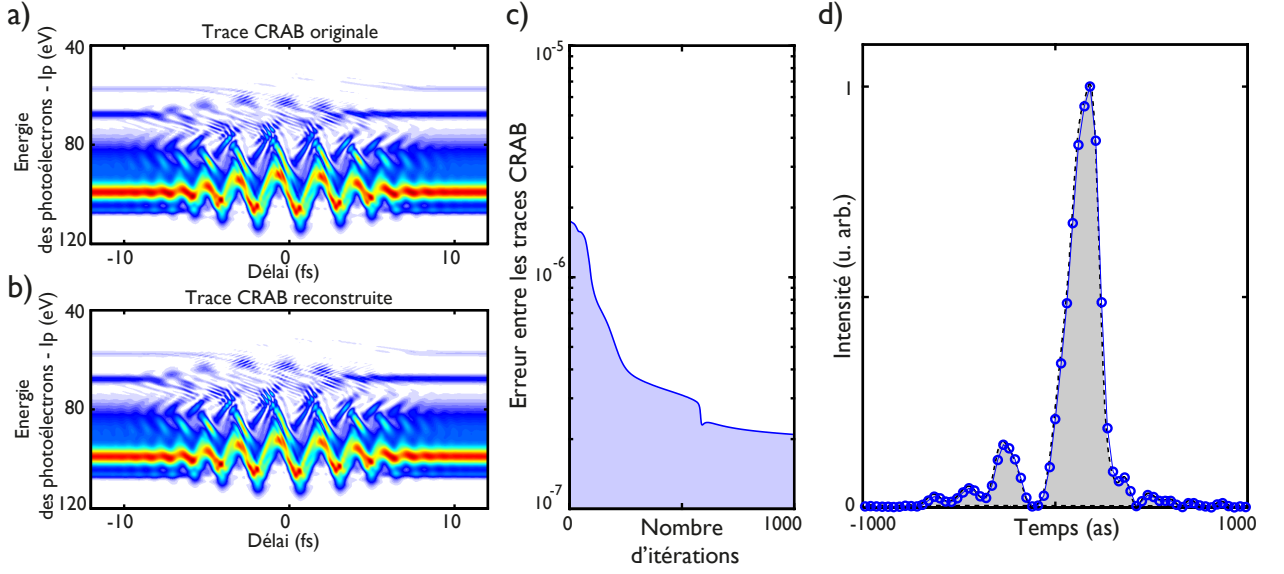 a)
Trace CRAB originale
Energie
des photoélectrons - Ip (eV)
40
80
120
-10
0
10
Délai (fs)
b)
Trace CRAB reconstruite
Energie
des photoélectrons - Ip (eV)
40
80
120
-10
0
10
Délai (fs)
c)
Erreur entre les traces CRAB
10-5
10-6
10-7
0
1000
Nombre
d'itérations
d)
Intensité (u. arb.)
1
0
-1000
1000
Temps (as)